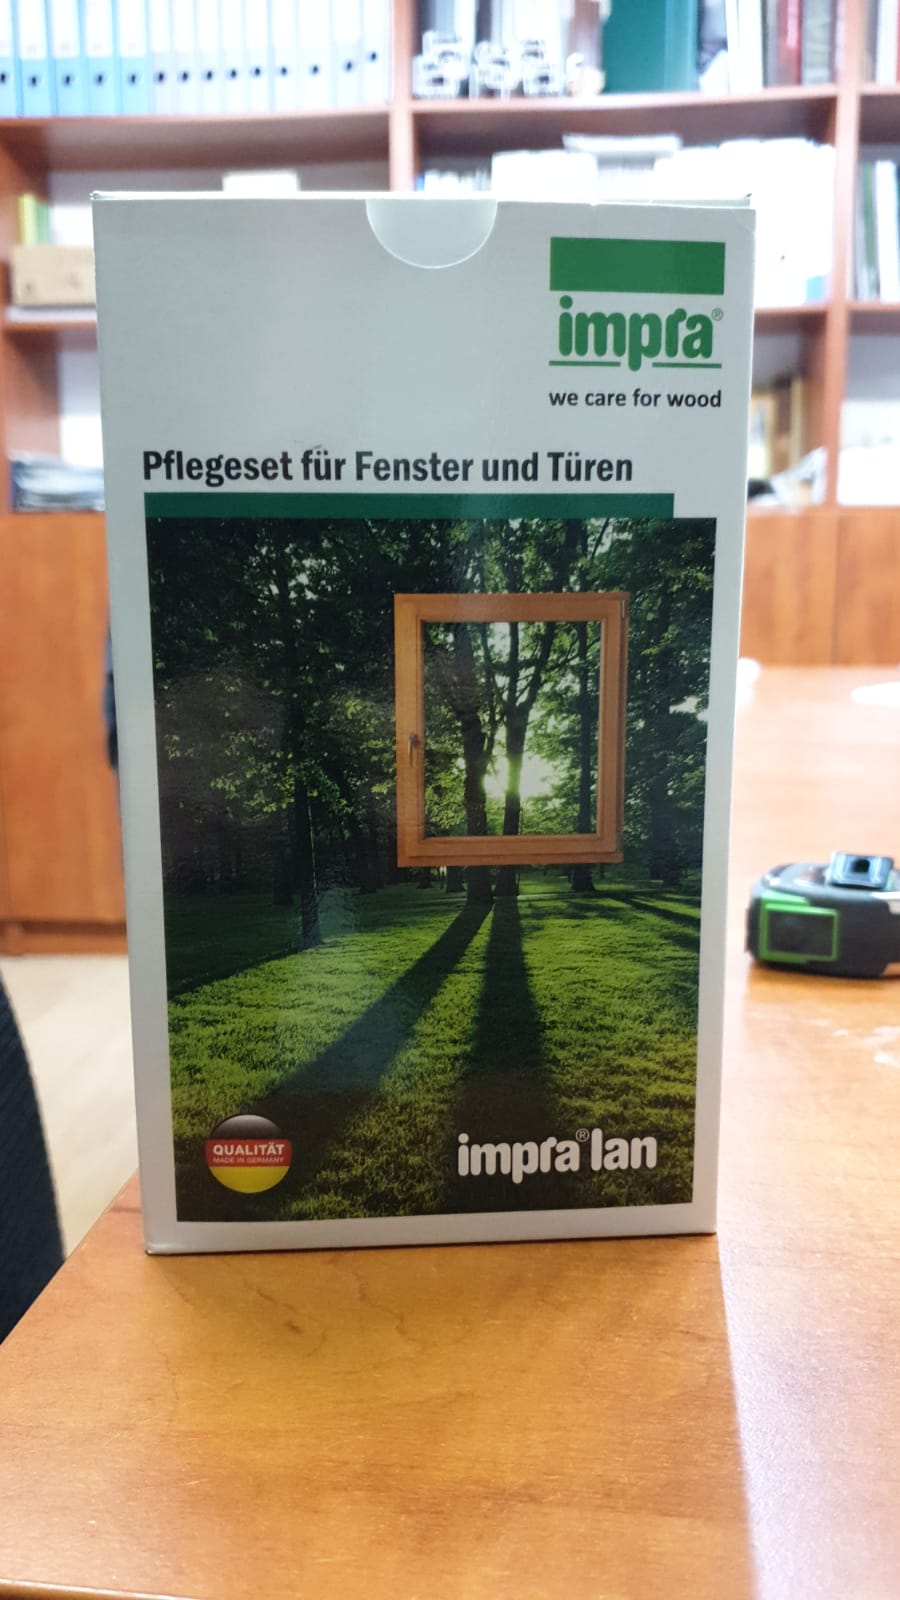 impra®
we care for wood
Pflegeset für Fenster und Türen
QUALITÄT
MADE IN GERMANY
impra®lan